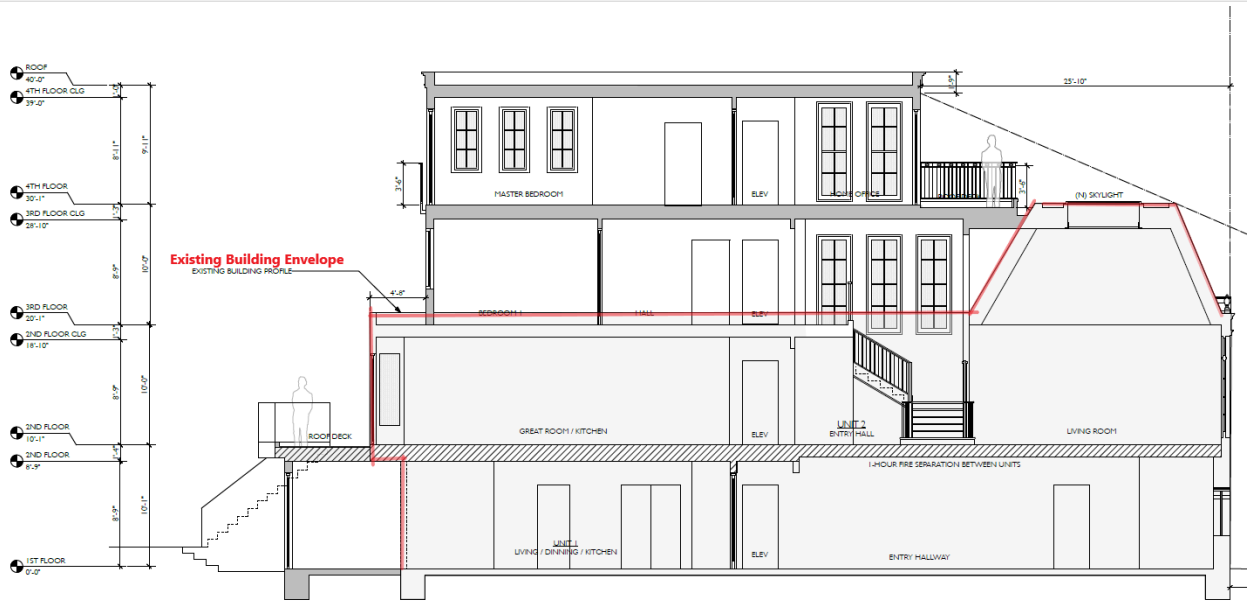 ROOF
40'-0"
4TH FLOOR CLG
39'-0"
1'-0"
25'-10"
8'-11"
9'-11"
4TH FLOOR
30'-1"
3'-6"
MASTER BEDROOM
ELEV
HOME OFFICE
3'-6"
(N) SKYLIGHT
3RD FLOOR CLG
28'-10"
1'-3"
8'-9"
10'-0"
Existing Building Envelope
EXISTING BUILDING PROFILE
4'-8"
3RD FLOOR
20'-1"
BEDROOM 1
HALL
ELEV
2ND FLOOR CLG
18'-10"
1'-3"
8'-9"
10'-0"
2ND FLOOR
10'-1"
ROOF DECK
GREAT ROOM / KITCHEN
ELEV
UNIT 2
ENTRY HALL
LIVING ROOM
2ND FLOOR
8'-9"
1'-4"
1-HOUR FIRE SEPARATION BETWEEN UNITS
8'-9"
10'-1"
UNIT 1
LIVING / DINNING / KITCHEN
ELEV
ENTRY HALLWAY
1ST FLOOR
0'-0"